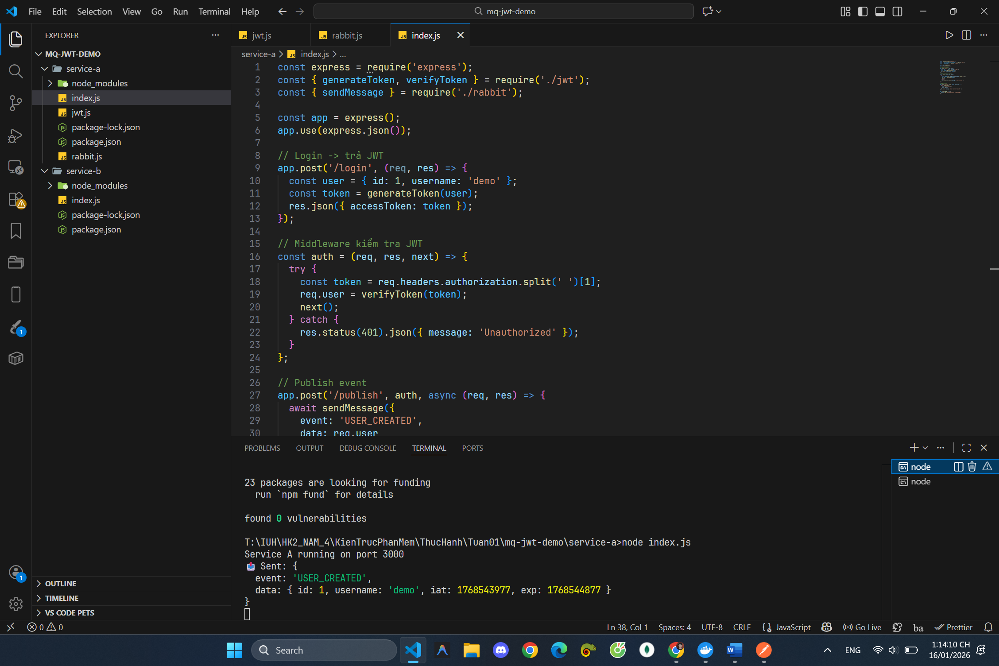 File Edit Selection View Go Run Terminal Help
mq-jwt-demo
EXPLORER
MQ-JWT-DEMO
service-a
node_modules
index.js
jwt.js
package-lock.json
package.json
rabbit.js
service-b
node_modules
index.js
package-lock.json
package.json
OUTLINE
TIMELINE
VS CODE PETS
jwt.js rabbit.js index.js
service-a > index.js > ...
1 const express = require('express');
2 const { generateToken, verifyToken } = require('./jwt');
3 const { sendMessage } = require('./rabbit');
4
5 const app = express();
6 app.use(express.json());
7
8 // Login -> trả JWT
9 app.post('/login', (req, res) => {
10 const user = { id: 1, username: 'demo' };
11 const token = generateToken(user);
12 res.json({ accessToken: token });
13 });
14
15 // Middleware kiểm tra JWT
16 const auth = (req, res, next) => {
17 try {
18 const token = req.headers.authorization.split(' ')[1];
19 req.user = verifyToken(token);
20 next();
21 } catch {
22 res.status(401).json({ message: 'Unauthorized' });
23 }
24 };
25
26 // Publish event
27 app.post('/publish', auth, async (req, res) => {
28 await sendMessage({
29 event: 'USER_CREATED',
30 data: req.user
PROBLEMS OUTPUT DEBUG CONSOLE TERMINAL PORTS
23 packages are looking for funding
run `npm fund` for details
found 0 vulnerabilities
T:\IUH\HK2_NAM_4\KienTrucPhanMem\ThucHanh\Tuan01\mq-jwt-demo\service-a>node index.js
Service A running on port 3000
Sent: {
event: 'USER_CREATED',
data: { id: 1, username: 'demo', iat: 1768543977, exp: 1768544877 }
}
node
node
1
1
0 0
Ln 38, Col 1 Spaces: 4 UTF-8 CRLF JavaScript Go Live ba Prettier
Search
ENG
1:14:10 CH
16/01/2026